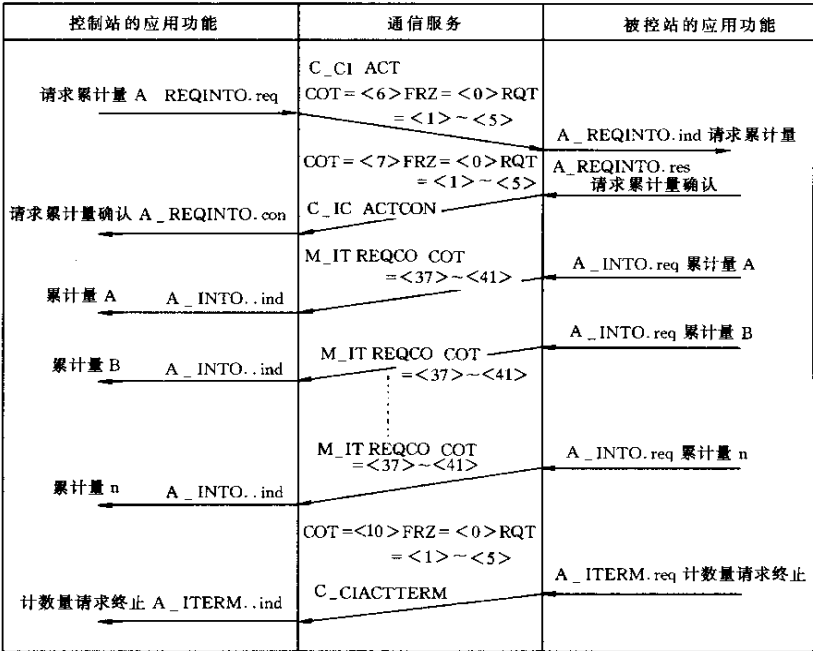 控制站的应用功能
通信服务
被控站的应用功能
C_CI ACT
请求累计量 A REQINTO.req
COT=<6>FRZ=<0>RQT
=<1>~<5>
A_REQINTO.ind 请求累计量
COT=<7>FRZ=<0>RQT
=<1>~<5>
A_REQINTO.res
请求累计量确认
请求累计量确认 A_REQINTO.con
C_IC ACTCON
M_IT REQCO COT
=<37>~<41>
A_INTO.req 累计量 A
累计量 A A_INTO..ind
A_INTO.req 累计量 B
M_IT REQCO COT
=<37>~<41>
累计量 B A_INTO..ind
M_IT REQCO COT
=<37>~<41>
A_INTO.req 累计量 n
累计量 n A_INTO..ind
COT=<10>FRZ=<0>RQT
=<1>~<5>
A_ITERM.req 计数量请求终止
C_CIACTTERM
计数量请求终止 A_ITERM..ind